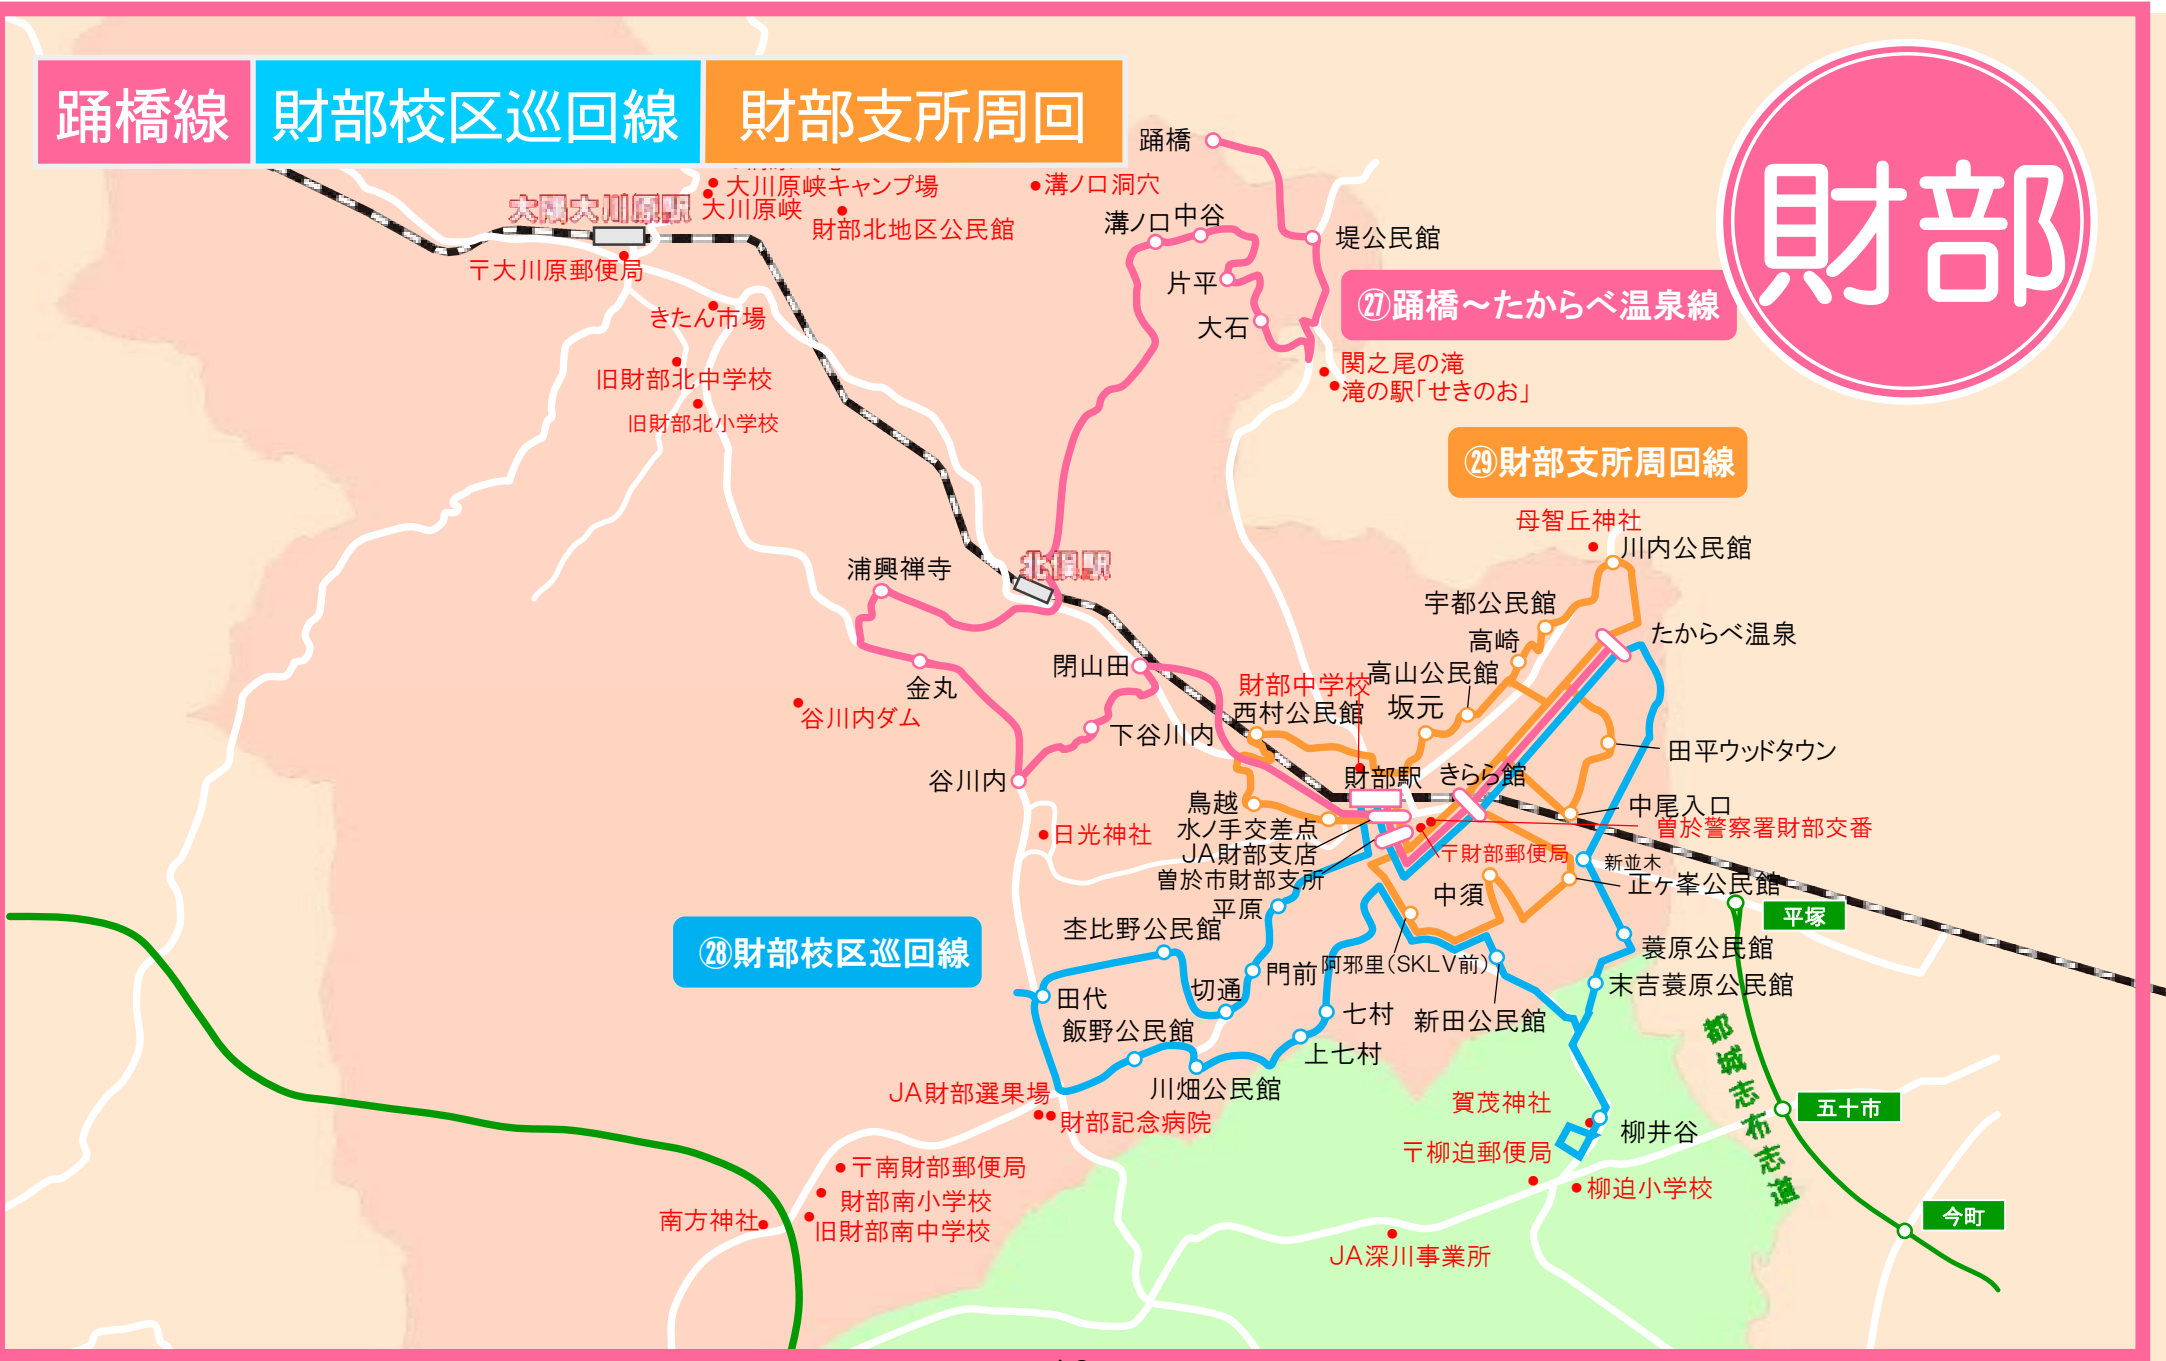 踊橋線
財部校区巡回線
財部支所周回
財部
踊橋
大川原峡キャンプ場
溝ノ口洞穴
大隅大川原駅
大川原峡
財部北地区公民館
溝ノ口
中谷
堤公民館
〒大川原郵便局
片平
㉗踊橋～たからべ温泉線
きたん市場
大石
関之尾の滝
旧財部北中学校
滝の駅「せきのお」
旧財部北小学校
㉙財部支所周回線
母智丘神社
川内公民館
浦興禅寺
北俣駅
宇都公民館
高崎
たからべ温泉
閉山田
高山公民館
財部中学校
金丸
坂元
西村公民館
谷川内ダム
下谷川内
田平ウッドタウン
谷川内
財部駅
きらら館
鳥越
中尾入口
水ノ手交差点
曽於警察署財部交番
日光神社
JA財部支店
〒財部郵便局
新並木
曽於市財部支所
正ヶ峯公民館
中須
平原
平塚
杢比野公民館
㉘財部校区巡回線
蓑原公民館
阿邪里(SKLV前)
門前
切通
末吉蓑原公民館
田代
七村
新田公民館
飯野公民館
上七村
都城志布志道
川畑公民館
JA財部選果場
賀茂神社
五十市
財部記念病院
柳井谷
〒柳迫郵便局
〒南財部郵便局
柳迫小学校
財部南小学校
南方神社
旧財部南中学校
今町
JA深川事業所